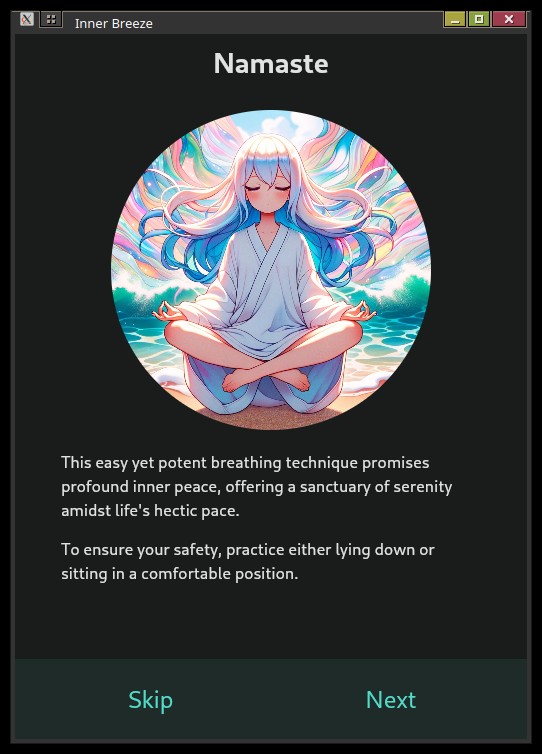 Inner Breeze
Namaste
This easy yet potent breathing technique promises
profound inner peace, offering a sanctuary of serenity
amidst life's hectic pace.
To ensure your safety, practice either lying down or
sitting in a comfortable position.
Skip
Next